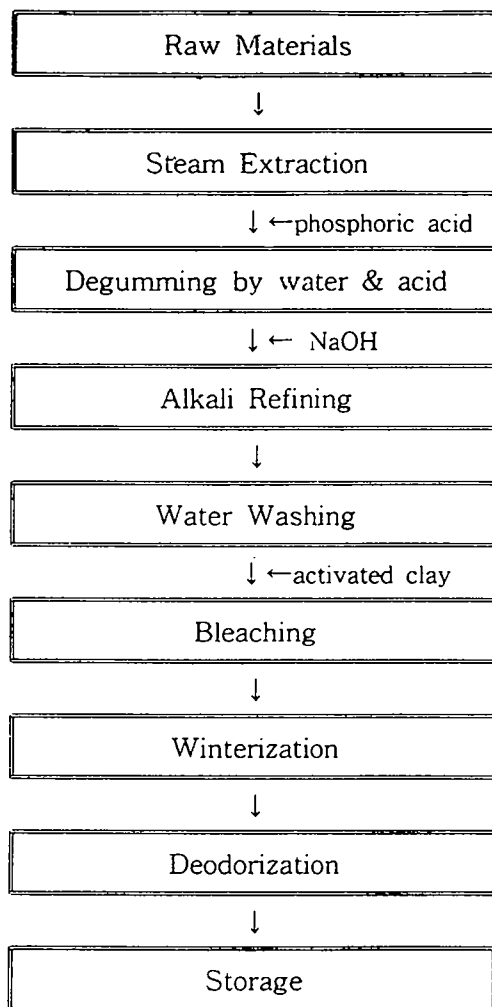 Raw Materials
↓
Steam Extraction
↓ ←phosphoric acid
Degumming by water & acid
↓ ← NaOH
Alkali Refining
↓
Water Washing
↓ ←activated clay
Bleaching
↓
Winterization
↓
Deodorization
↓
Storage